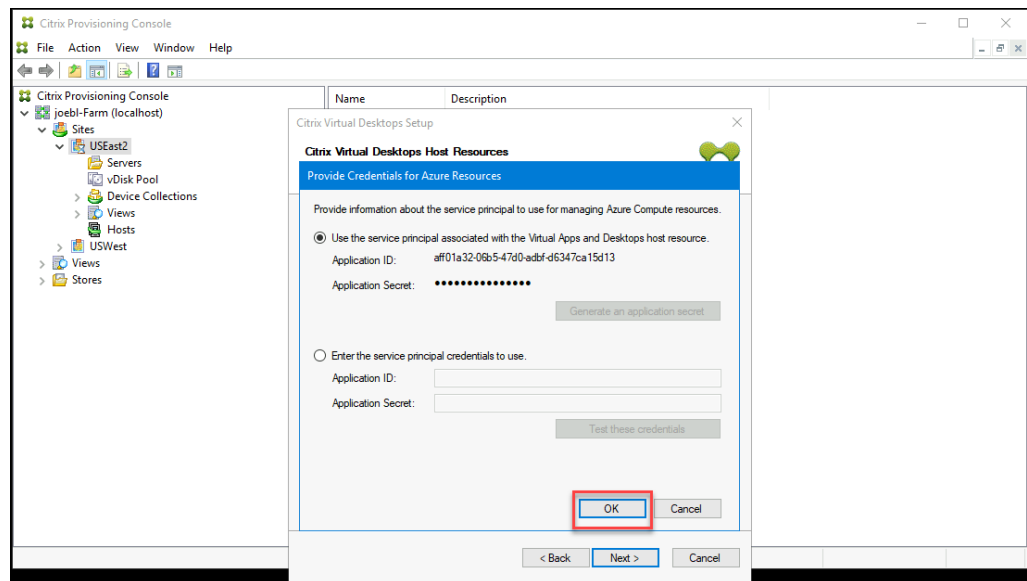 Citrix Provisioning Console
File Action View Window Help
Citrix Provisioning Console
joebl-Farm (localhost)
Sites
USEast2
Servers
vDisk Pool
Device Collections
Views
Hosts
USWest
Views
Stores
Name Description
Citrix Virtual Desktops Setup
Citrix Virtual Desktops Host Resources
Provide Credentials for Azure Resources
Provide information about the service principal to use for managing Azure Compute resources.
Use the service principal associated with the Virtual Apps and Desktops host resource.
Application ID: aff01a32-06b5-47d0-adbf-d6347ca15d13
Application Secret: •••••••••••••••
Generate an application secret
Enter the service principal credentials to use.
Application ID:
Application Secret:
Test these credentials
OK Cancel
< Back Next > Cancel